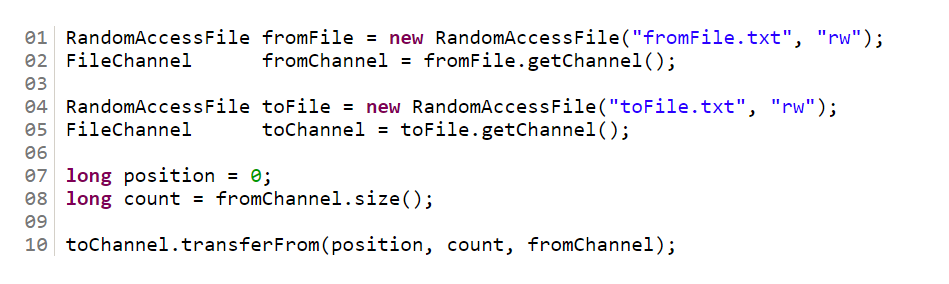 01 RandomAccessFile fromFile = new RandomAccessFile("fromFile.txt", "rw");
02 FileChannel      fromChannel = fromFile.getChannel();
03
04 RandomAccessFile toFile = new RandomAccessFile("toFile.txt", "rw");
05 FileChannel      toChannel = toFile.getChannel();
06
07 long position = 0;
08 long count = fromChannel.size();
09
10 toChannel.transferFrom(position, count, fromChannel);